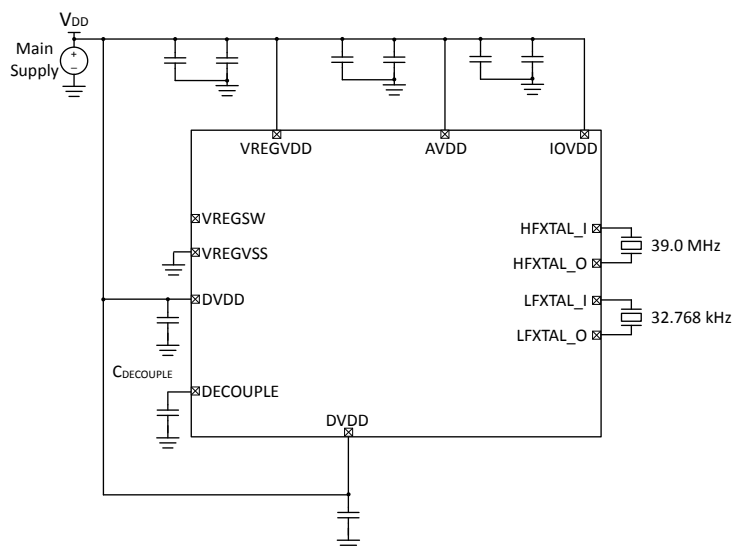 VDD
Main
Supply
+
–
VREGVDD
AVDD
IOVDD
VREGSW
HFXTAL_I
39.0 MHz
VREGVSS
HFXTAL_O
DVDD
LFXTAL_I
32.768 kHz
LFXTAL_O
CDECOUPLE
DECOUPLE
DVDD